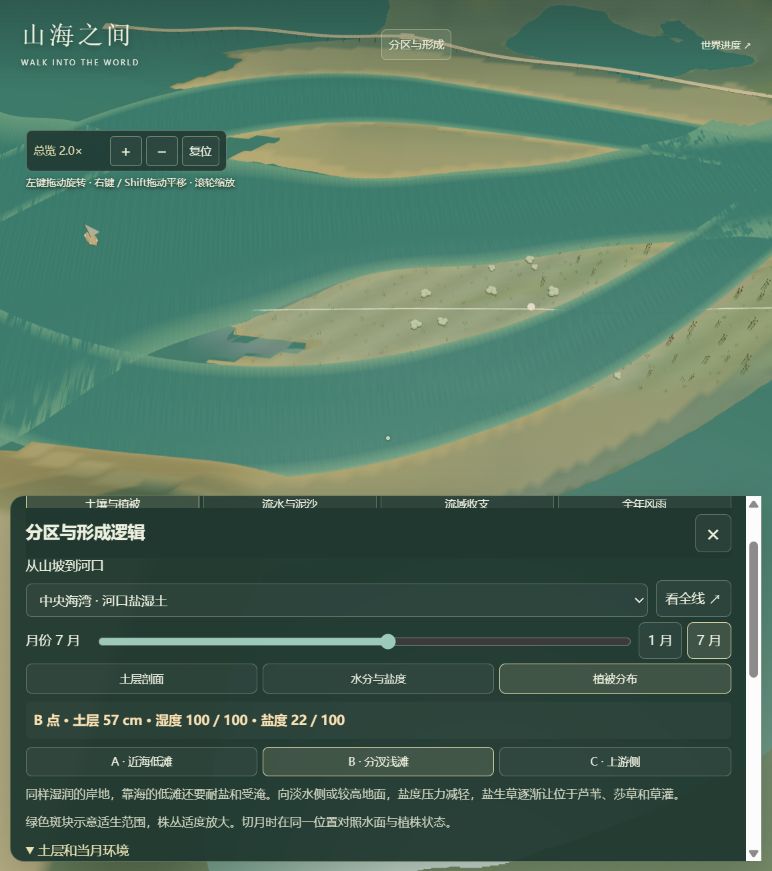 山海之间
WALK INTO THE WORLD
分区与形成
世界进度 ↗
总览 2.0× + − 复位
左键拖动旋转 · 右键 / Shift拖动平移 · 滚轮缩放
土壤与植被 流水与泥沙 流域收支 全年风雨
分区与形成逻辑 ×
从山坡到河口
中央海湾 · 河口盐湿土 看全线 ↗
月份 7 月 1 月 7 月
土层剖面 水分与盐度 植被分布
B 点 • 土层 57 cm • 湿度 100 / 100 • 盐度 22 / 100
A · 近海低滩 B · 分汊浅滩 C · 上游侧
同样湿润的岸地，靠海的低滩还要耐盐和受淹。向淡水侧或较高地面，盐度压力减轻，盐生草逐渐让位于芦苇、莎草和草灌。
绿色斑块示意适生范围，株丛适度放大。切月时在同一位置对照水面与植株状态。
▼ 土层和当月环境